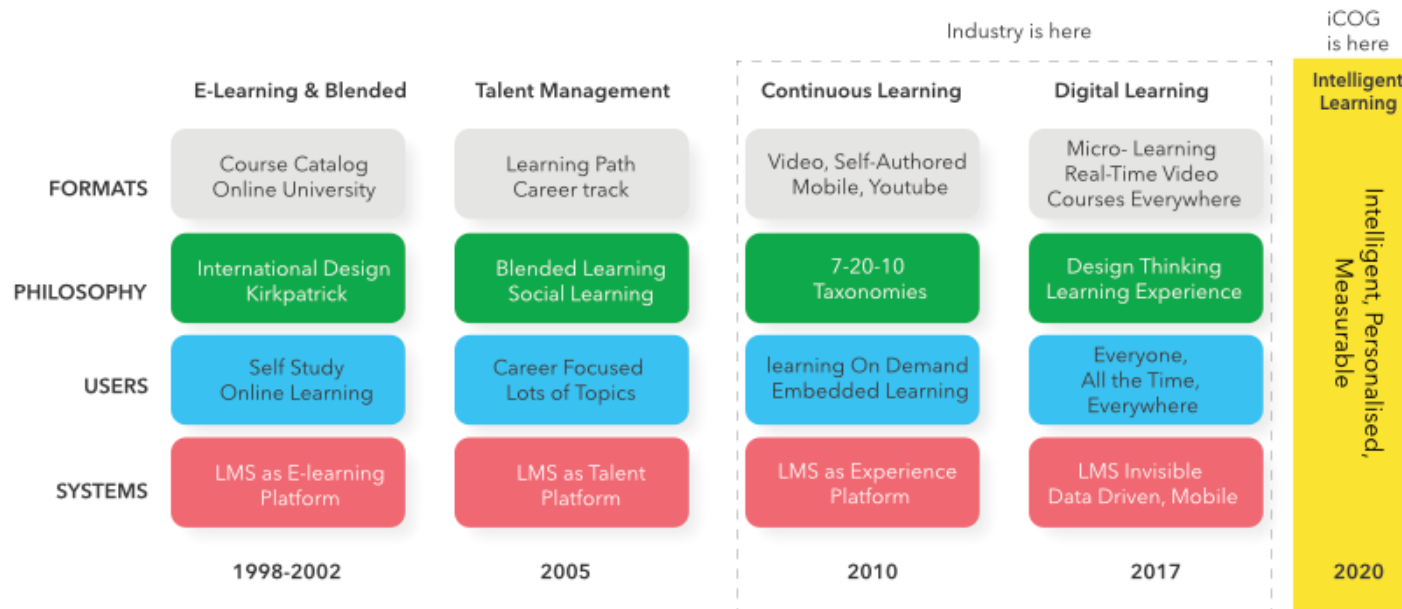 Industry is here
iCOG
is here
E-Learning & Blended
Talent Management
Continuous Learning
Digital Learning
Intelligent
Learning
FORMATS
Course Catalog
Online University
Learning Path
Career track
Video, Self-Authored
Mobile, Youtube
Micro- Learning
Real-Time Video
Courses Everywhere
PHILOSOPHY
International Design
Kirkpatrick
Blended Learning
Social Learning
7-20-10
Taxonomies
Design Thinking
Learning Experience
USERS
Self Study
Online Learning
Career Focused
Lots of Topics
learning On Demand
Embedded Learning
Everyone,
All the Time,
Everywhere
SYSTEMS
LMS as E-learning
Platform
LMS as Talent
Platform
LMS as Experience
Platform
LMS Invisible
Data Driven, Mobile
Intelligent, Personalised,
Measurable
1998-2002
2005
2010
2017
2020